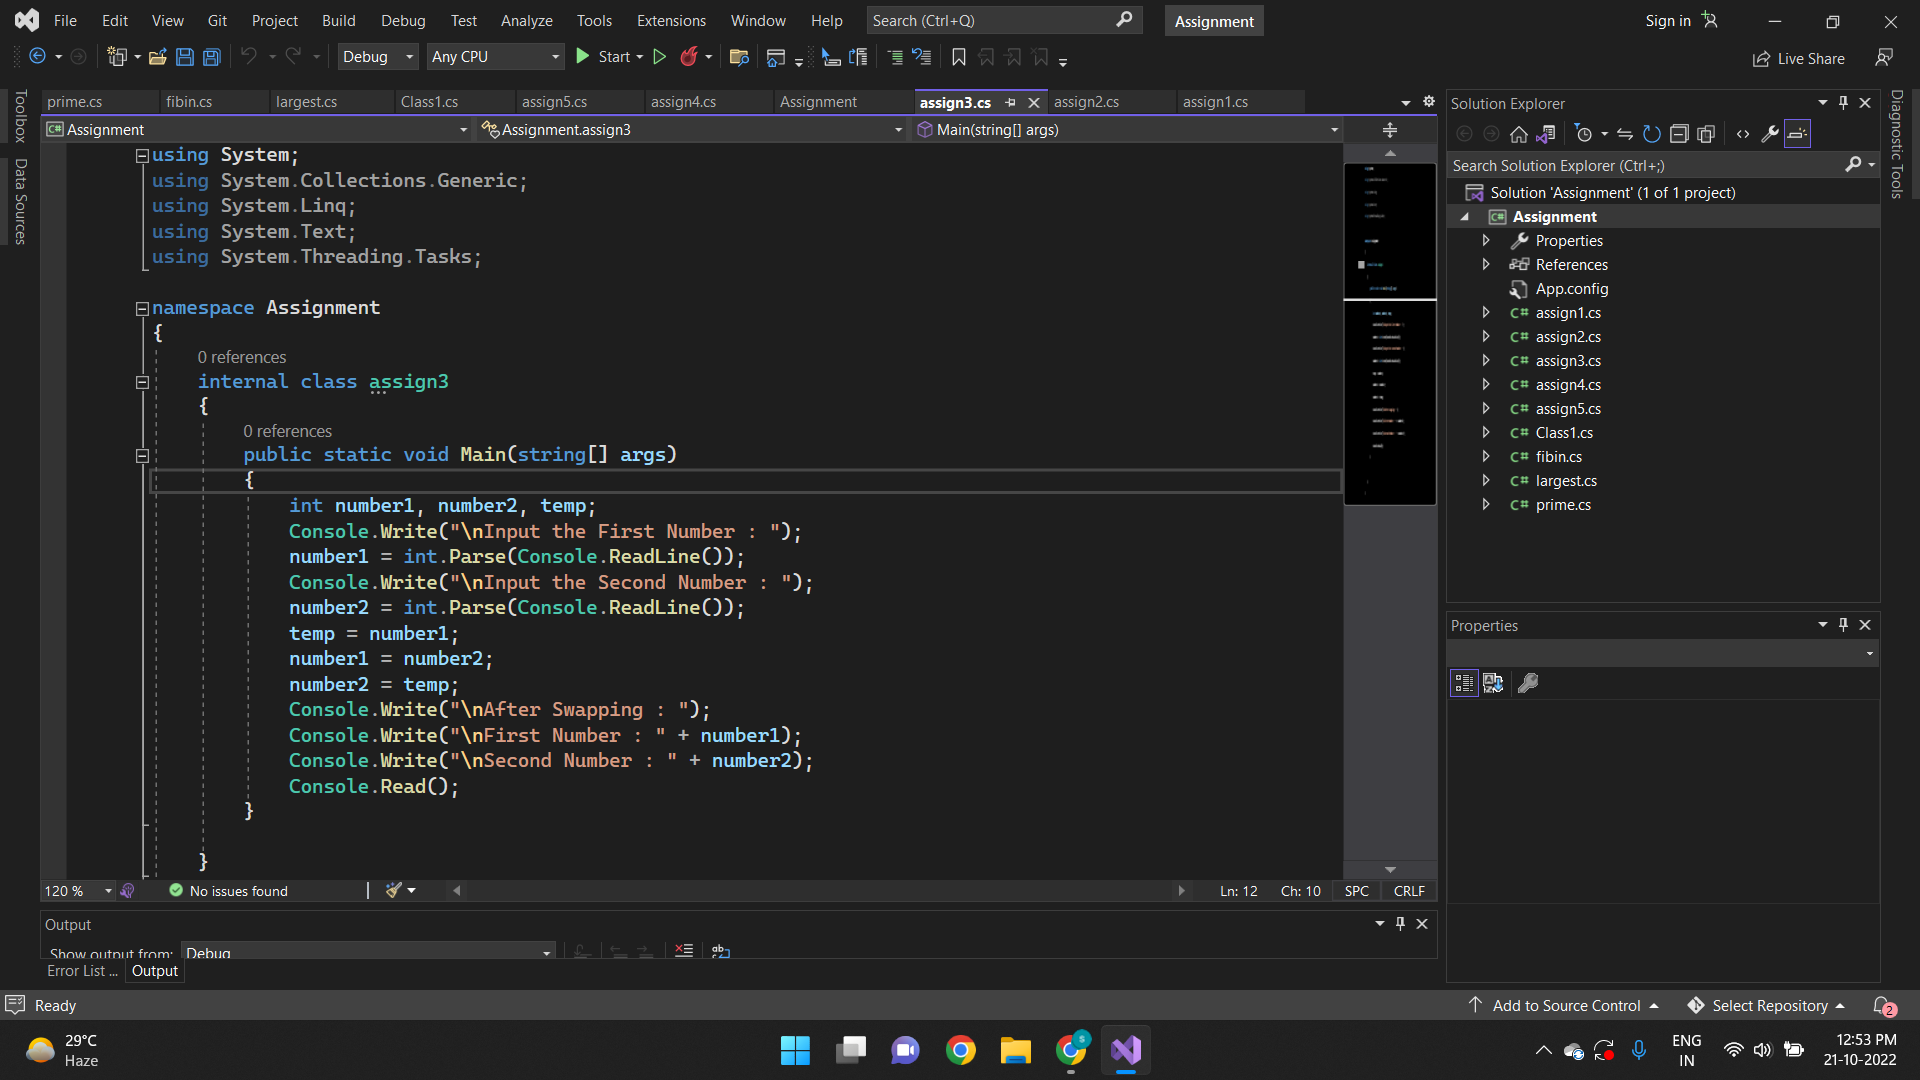 File Edit View Git Project Build Debug Test Analyze Tools Extensions Window Help Search (Ctrl+Q) Assignment Sign in
Debug Any CPU Start Live Share
Toolbox
Data Sources
prime.cs fibin.cs largest.cs Class1.cs assign5.cs assign4.cs Assignment assign3.cs assign2.cs assign1.cs
C# Assignment Assignment.assign3 Main(string[] args)
using System;
using System.Collections.Generic;
using System.Linq;
using System.Text;
using System.Threading.Tasks;
namespace Assignment
{
0 references
internal class assign3
{
0 references
public static void Main(string[] args)
{
int number1, number2, temp;
Console.Write("\nInput the First Number : ");
number1 = int.Parse(Console.ReadLine());
Console.Write("\nInput the Second Number : ");
number2 = int.Parse(Console.ReadLine());
temp = number1;
number1 = number2;
number2 = temp;
Console.Write("\nAfter Swapping : ");
Console.Write("\nFirst Number : " + number1);
Console.Write("\nSecond Number : " + number2);
Console.Read();
}
}
120 % No issues found Ln: 12 Ch: 10 SPC CRLF
Output
Show output from: Debug
Error List ... Output
Solution Explorer
Search Solution Explorer (Ctrl+;)
Solution 'Assignment' (1 of 1 project)
C# Assignment
Properties
References
App.config
C# assign1.cs
C# assign2.cs
C# assign3.cs
C# assign4.cs
C# assign5.cs
C# Class1.cs
C# fibin.cs
C# largest.cs
C# prime.cs
Properties
Diagnostic Tools
Ready Add to Source Control Select Repository 2
29°C
Haze
S
ENG
IN
12:53 PM
21-10-2022